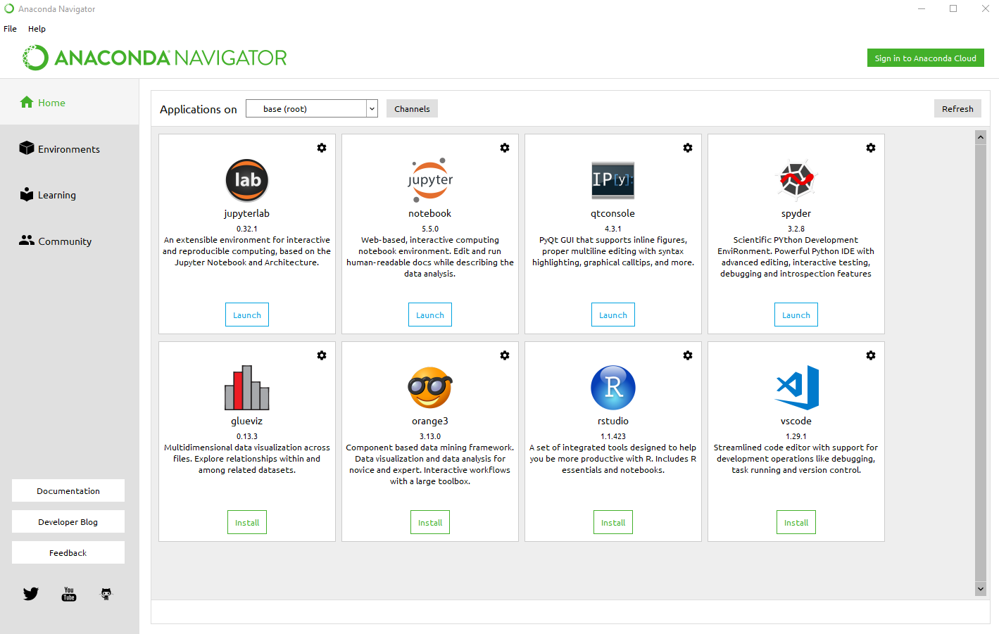 Anaconda Navigator
File Help
ANACONDA NAVIGATOR
Sign in to Anaconda Cloud
Home
Environments
Learning
Community
Documentation
Developer Blog
Feedback
You
Tube
Applications on
base (root)
Channels
Refresh
lab
jupyterlab
0.32.1
An extensible environment for interactive
and reproducible computing, based on the
Jupyter Notebook and Architecture.
Launch
jupyter
notebook
5.5.0
Web-based, interactive computing
notebook environment. Edit and run
human-readable docs while describing the
data analysis.
Launch
IP[y]:
qtconsole
4.3.1
PyQt GUI that supports inline figures,
proper multiline editing with syntax
highlighting, graphical calltips, and more.
Launch
spyder
3.2.8
Scientific PYthon Development
EnviRonment. Powerful Python IDE with
advanced editing, interactive testing,
debugging and introspection features
Launch
glueviz
0.13.3
Multidimensional data visualization across
files. Explore relationships within and
among related datasets.
Install
orange3
3.13.0
Component based data mining framework.
Data visualization and data analysis for
novice and expert. Interactive workflows
with a large toolbox.
Install
R
rstudio
1.1.423
A set of integrated tools designed to help
you be more productive with R. Includes R
essentials and notebooks.
Install
vscode
1.29.1
Streamlined code editor with support for
development operations like debugging,
task running and version control.
Install